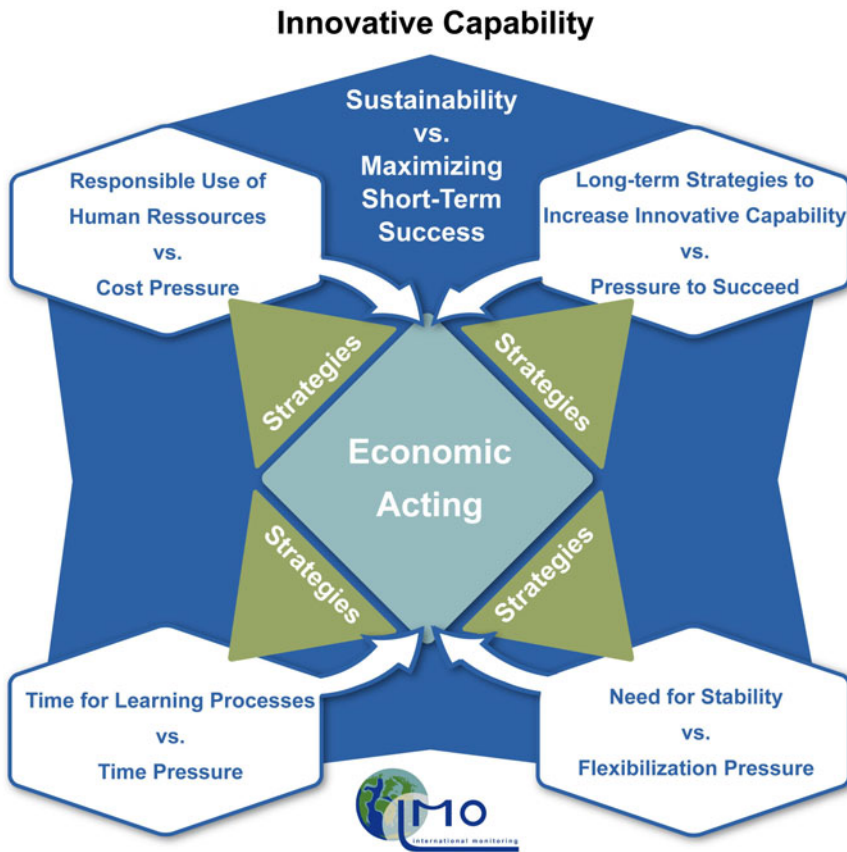 Innovative Capability
Sustainability
vs.
Maximizing
Short-Term
Success
Responsible Use of
Human Ressources
vs.
Cost Pressure
Long-term Strategies to
Increase Innovative Capability
vs.
Pressure to Succeed
Strategies
Strategies
Economic
Acting
Strategies
Strategies
Time for Learning Processes
vs.
Time Pressure
Need for Stability
vs.
Flexibilization Pressure
IMO
international monitoring